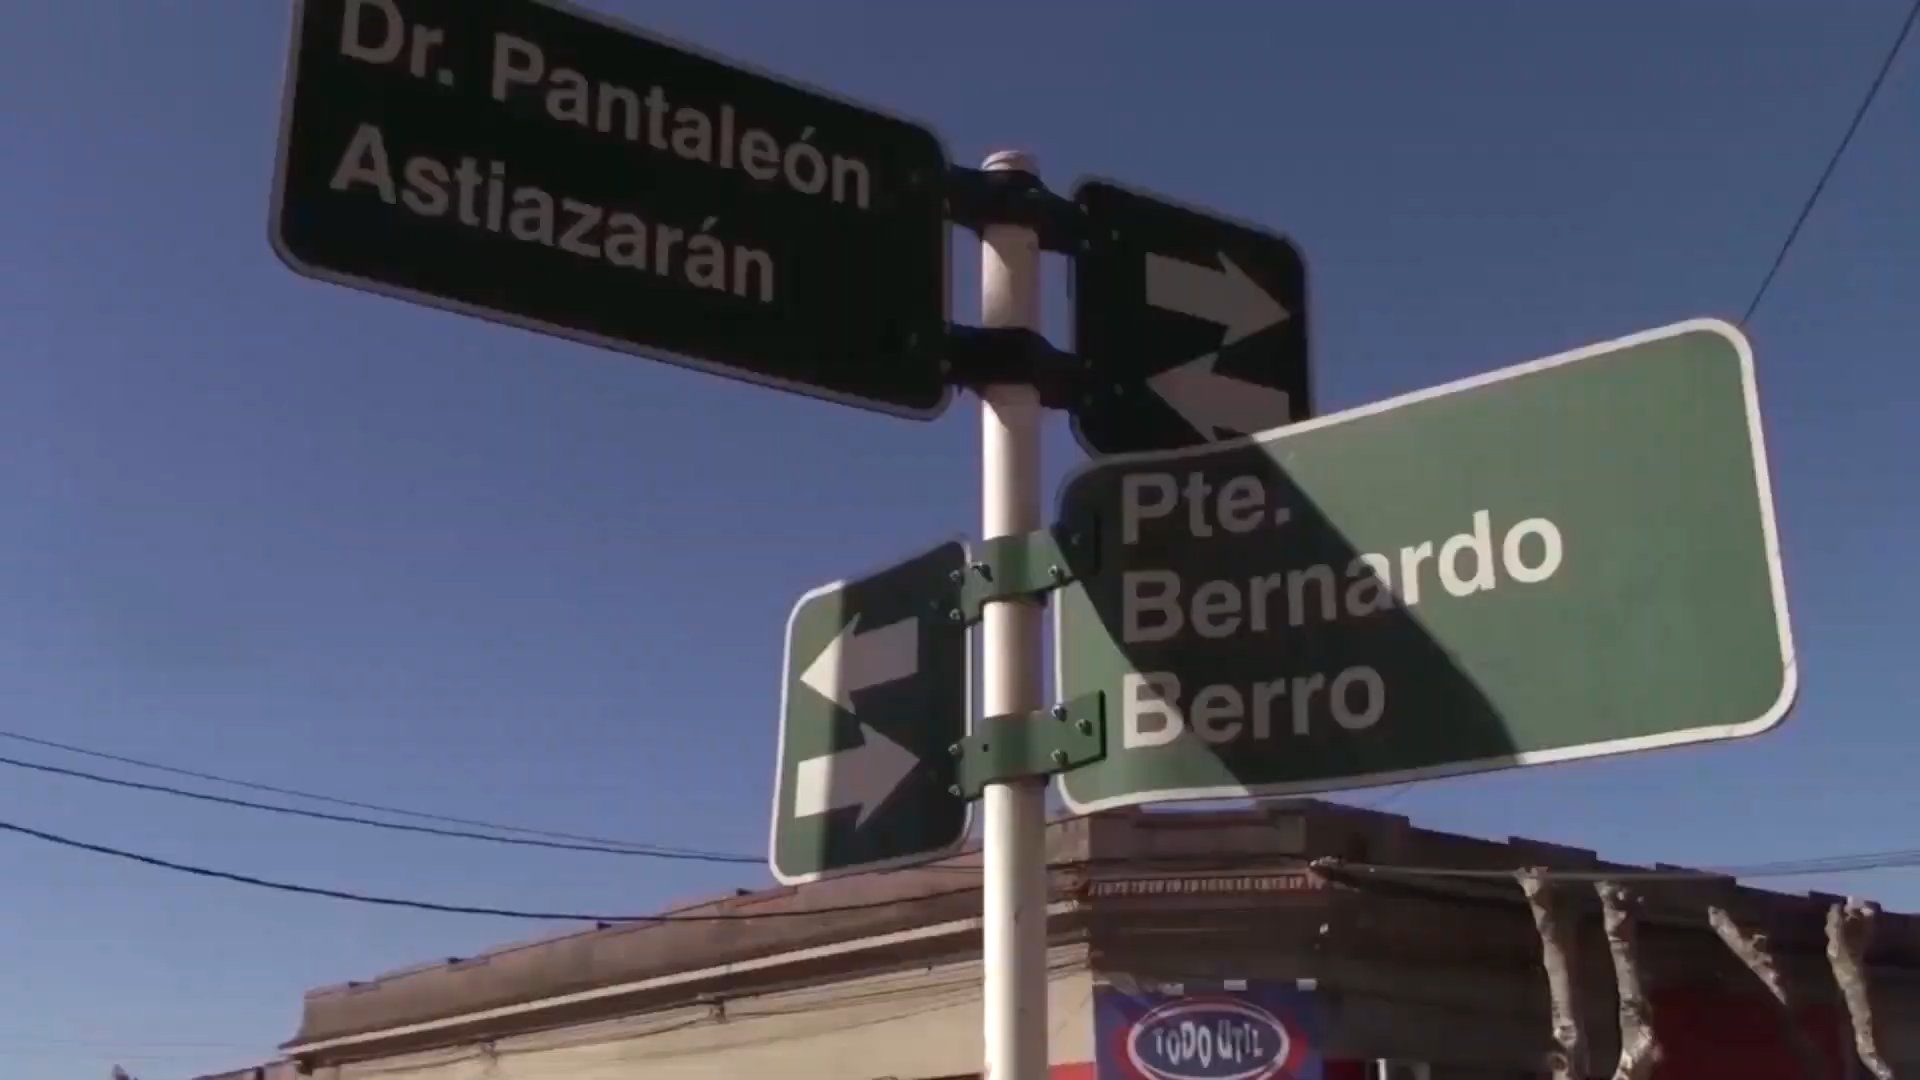 Dr. Pantaleón
Astiazarán
Pte.
Bernardo
Berro
TODO UTIL